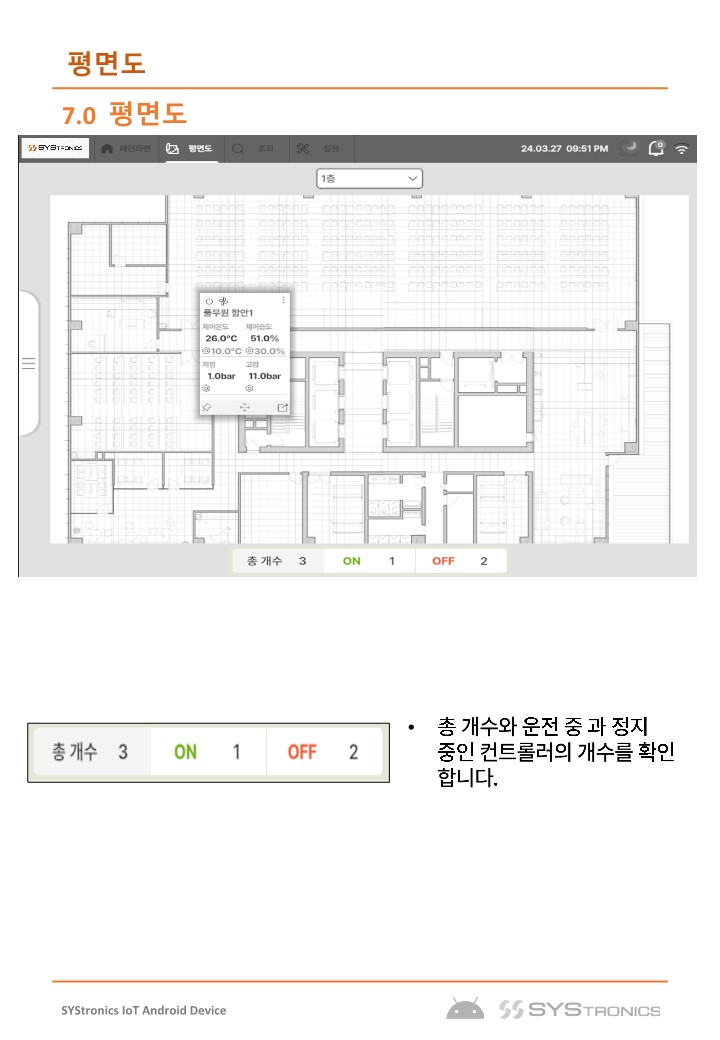 평면도
7.0 평면도
SYSTRONICS 메인화면 평면도 조회 설정 24.03.27 09:51 PM 0
1층
풀무원 함안1
제어온도 제어습도
26.0°C 51.0%
10.0°C 30.0%
저압 고압
1.0bar 11.0bar
총 개수 3 ON 1 OFF 2
총 개수 3 ON 1 OFF 2
• 총 개수와 운전 중 과 정지
중인 컨트롤러의 개수를 확인
합니다.
SYStronics IoT Android Device
SYSTRONICS